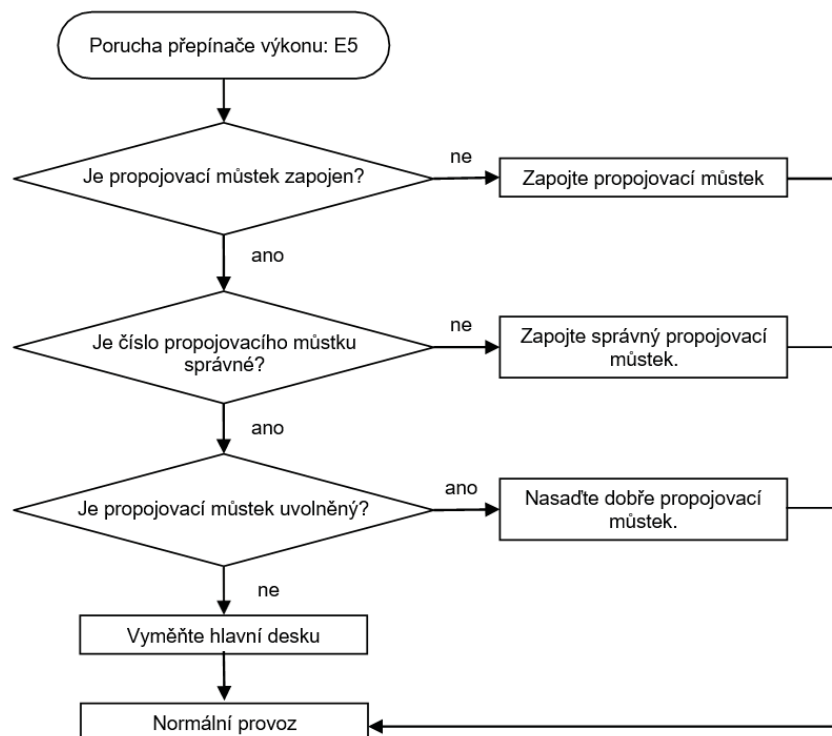 Porucha přepínače výkonu: E5
Je propojovací můstek zapojen?
ne
Zapojte propojovací můstek
ano
Je číslo propojovacího můstku
správné?
ne
Zapojte správný propojovací
můstek.
ano
Je propojovací můstek uvolněný?
ano
Nasaďte dobře propojovací
můstek.
ne
Vyměňte hlavní desku
Normální provoz